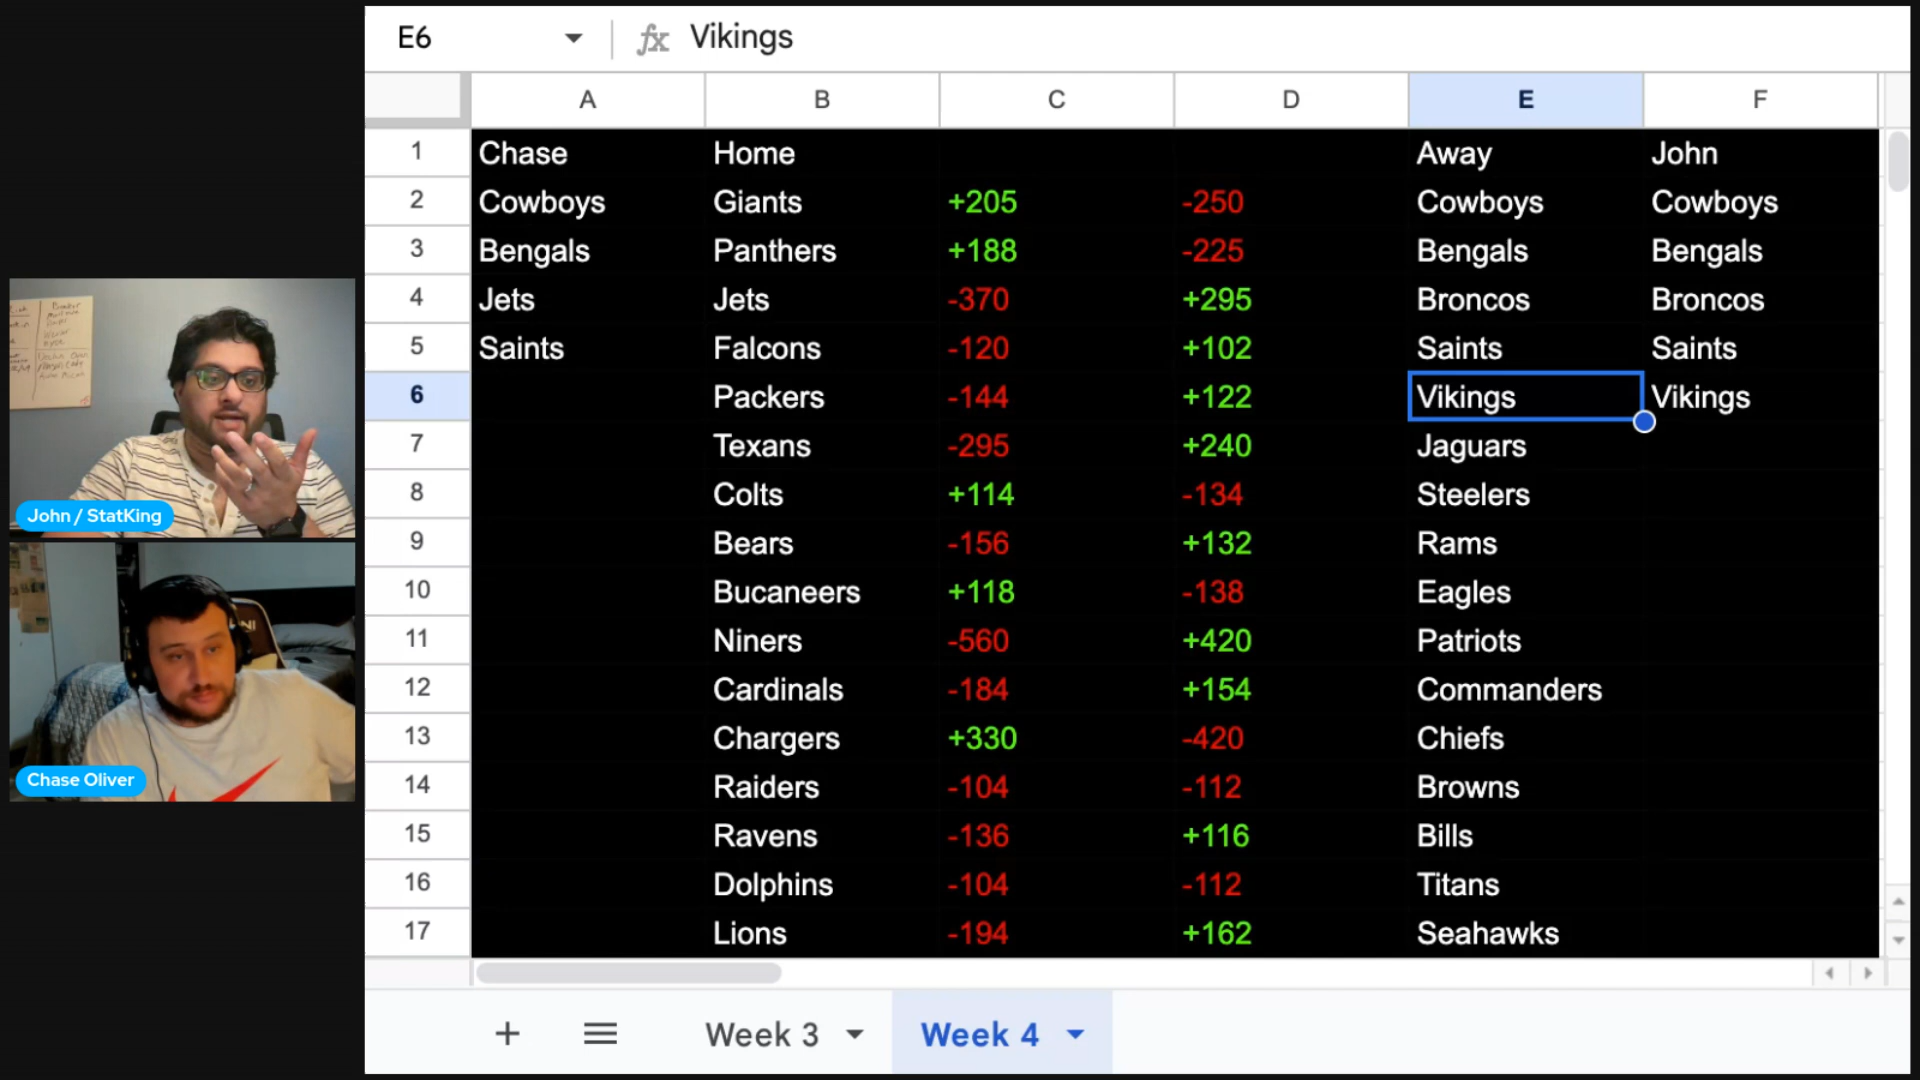 E6 fx Vikings
A B C D E F
1 Chase Home Away John
2 Cowboys Giants +205 -250 Cowboys Cowboys
3 Bengals Panthers +188 -225 Bengals Bengals
4 Jets Jets -370 +295 Broncos Broncos
5 Saints Falcons -120 +102 Saints Saints
6 Packers -144 +122 Vikings Vikings
7 Texans -295 +240 Jaguars
8 Colts +114 -134 Steelers
9 Bears -156 +132 Rams
10 Bucaneers +118 -138 Eagles
11 Niners -560 +420 Patriots
12 Cardinals -184 +154 Commanders
13 Chargers +330 -420 Chiefs
14 Raiders -104 -112 Browns
15 Ravens -136 +116 Bills
16 Dolphins -104 -112 Titans
17 Lions -194 +162 Seahawks
+ Week 3 Week 4
John / StatKing
Chase Oliver